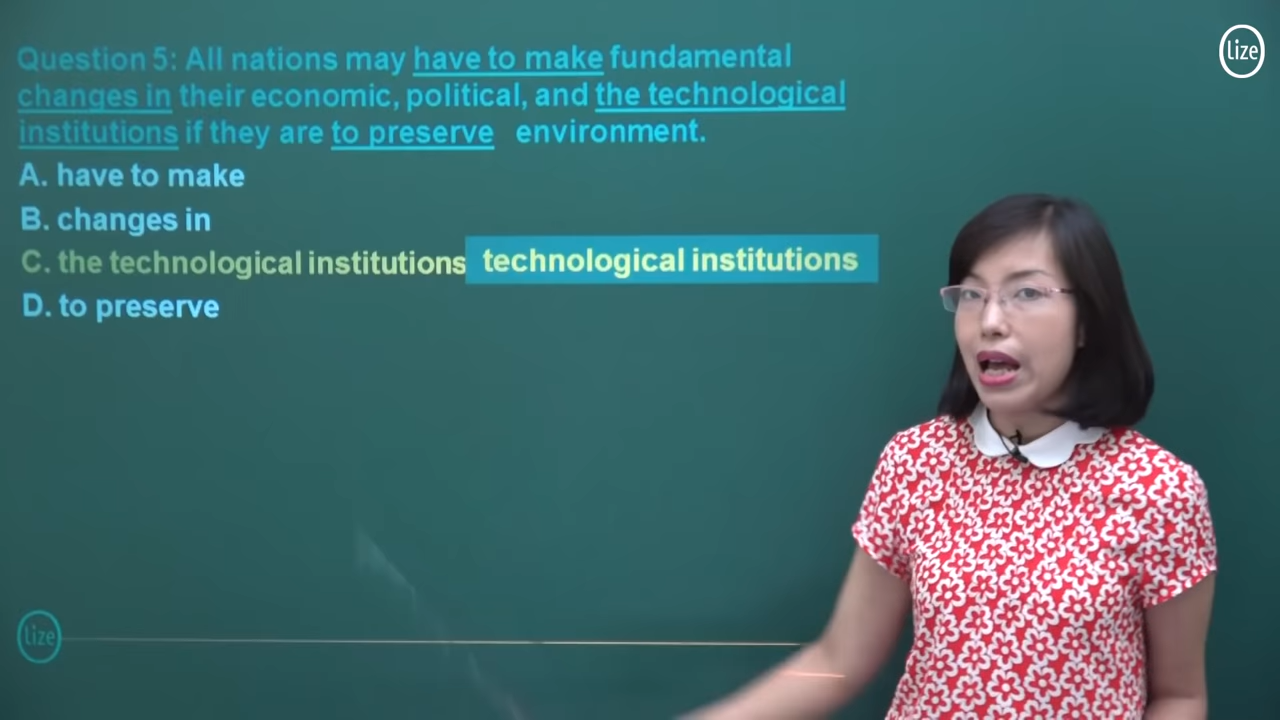 lize
Question 5: All nations may have to make fundamental
changes in their economic, political, and the technological
institutions if they are to preserve environment.
A. have to make
B. changes in
C. the technological institutions technological institutions
D. to preserve
lize